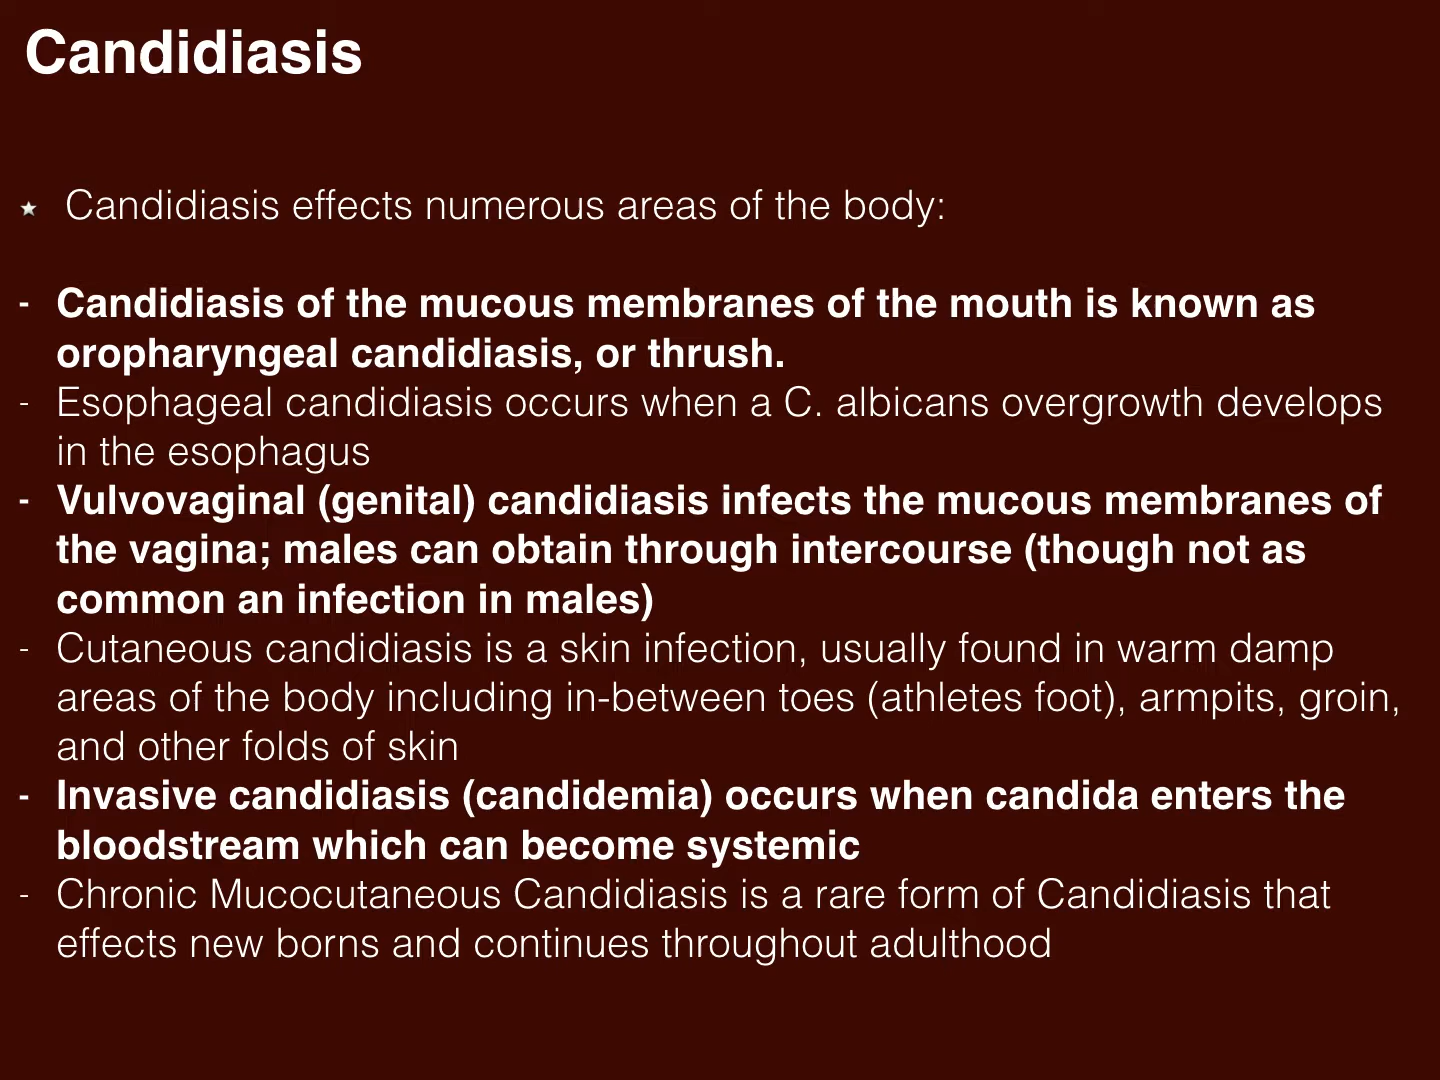 Candidiasis
★ Candidiasis effects numerous areas of the body:
- Candidiasis of the mucous membranes of the mouth is known as
oropharyngeal candidiasis, or thrush.
- Esophageal candidiasis occurs when a C. albicans overgrowth develops
in the esophagus
- Vulvovaginal (genital) candidiasis infects the mucous membranes of
the vagina; males can obtain through intercourse (though not as
common an infection in males)
- Cutaneous candidiasis is a skin infection, usually found in warm damp
areas of the body including in-between toes (athletes foot), armpits, groin,
and other folds of skin
- Invasive candidiasis (candidemia) occurs when candida enters the
bloodstream which can become systemic
- Chronic Mucocutaneous Candidiasis is a rare form of Candidiasis that
effects new borns and continues throughout adulthood